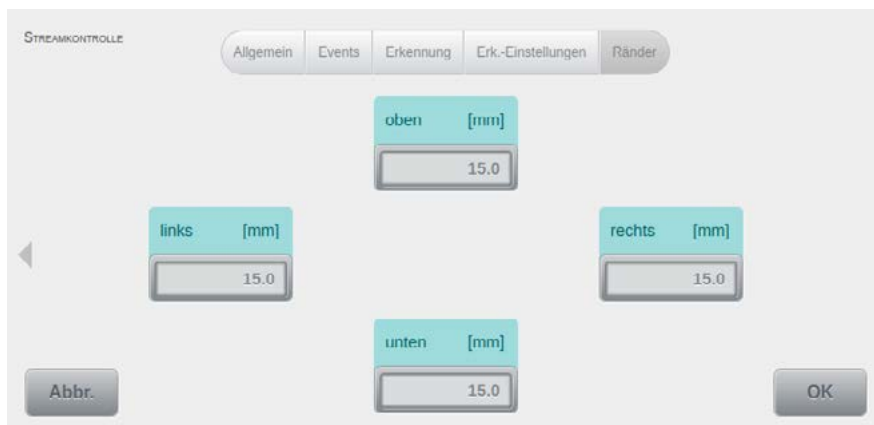 STREAMKONTROLLE
Allgemein Events Erkennung Erk.-Einstellungen Ränder
oben [mm]
15.0
links [mm] rechts [mm]
15.0 15.0
unten [mm]
15.0
Abbr. OK